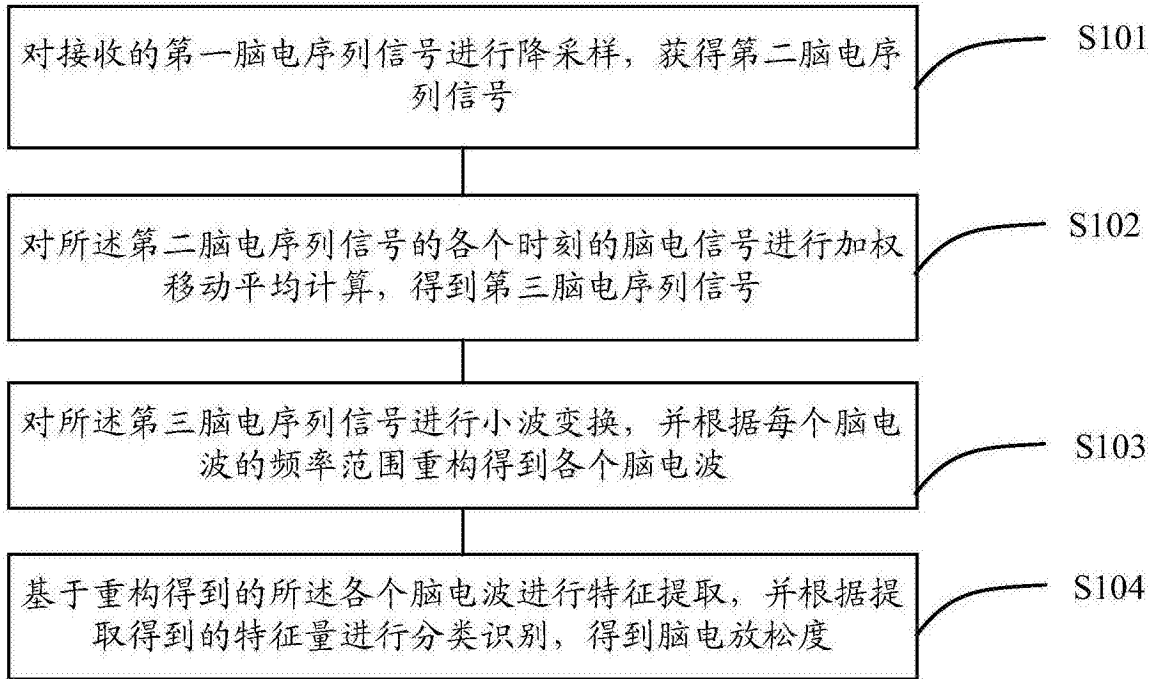 对接收的第一脑电序列信号进行降采样，获得第二脑电序
列信号
S101
对所述第二脑电序列信号的各个时刻的脑电信号进行加权
移动平均计算，得到第三脑电序列信号
S102
对所述第三脑电序列信号进行小波变换，并根据每个脑电
波的频率范围重构得到各个脑电波
S103
基于重构得到的所述各个脑电波进行特征提取，并根据提
取得到的特征量进行分类识别，得到脑电放松度
S104